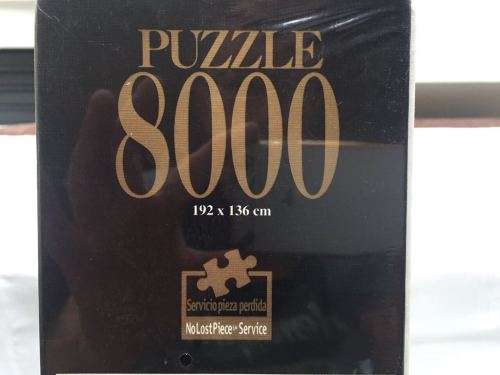 PUZZLE
8000
192 x 136 cm
Servicio pieza perdida
NoLostPiece Service